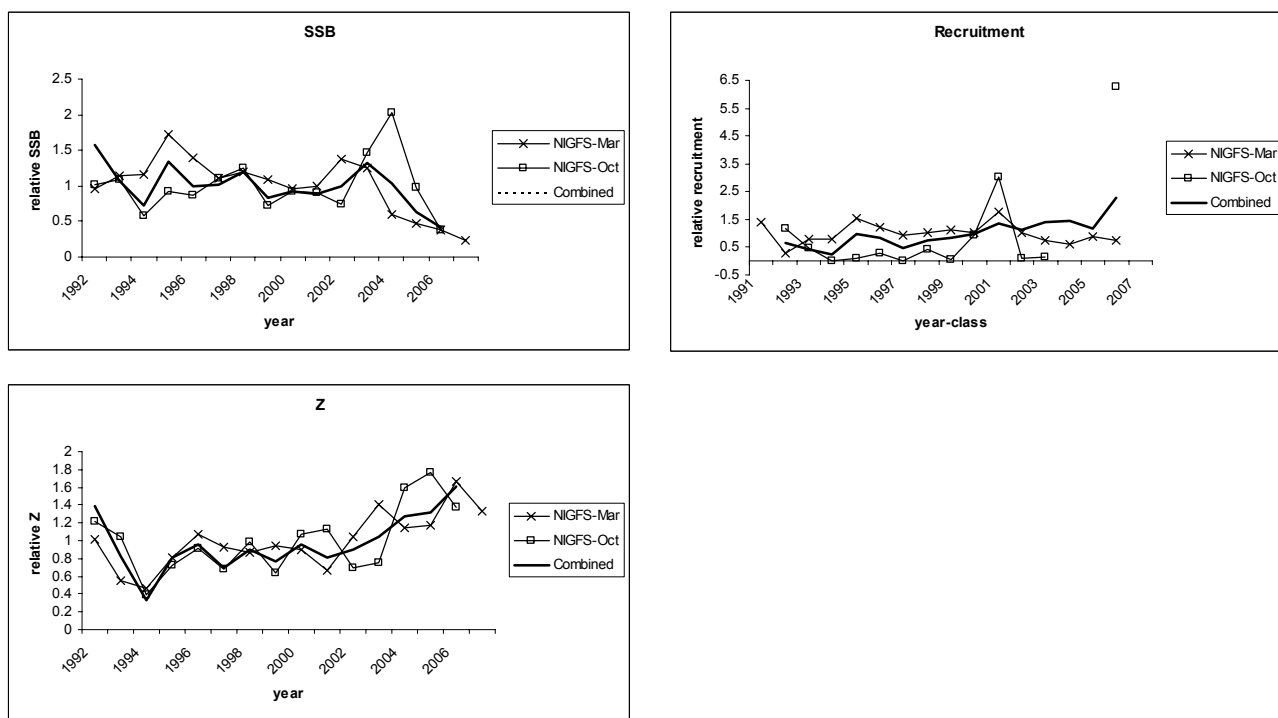 SSB
2.5
2
1.5
1
0.5
0
relative SSB
1992
1994
1996
1998
2000
2002
2004
2006
year
NIGFS-Mar
NIGFS-Oct
Combined
Recruitment
6.5
5.5
4.5
3.5
2.5
1.5
0.5
-0.5
relative recruitment
1991
1993
1995
1997
1999
2001
2003
2005
2007
year-class
NIGFS-Mar
NIGFS-Oct
Combined
Z
2
1.8
1.6
1.4
1.2
1
0.8
0.6
0.4
0.2
0
relative Z
1992
1994
1996
1998
2000
2002
2004
2006
year
NIGFS-Mar
NIGFS-Oct
Combined